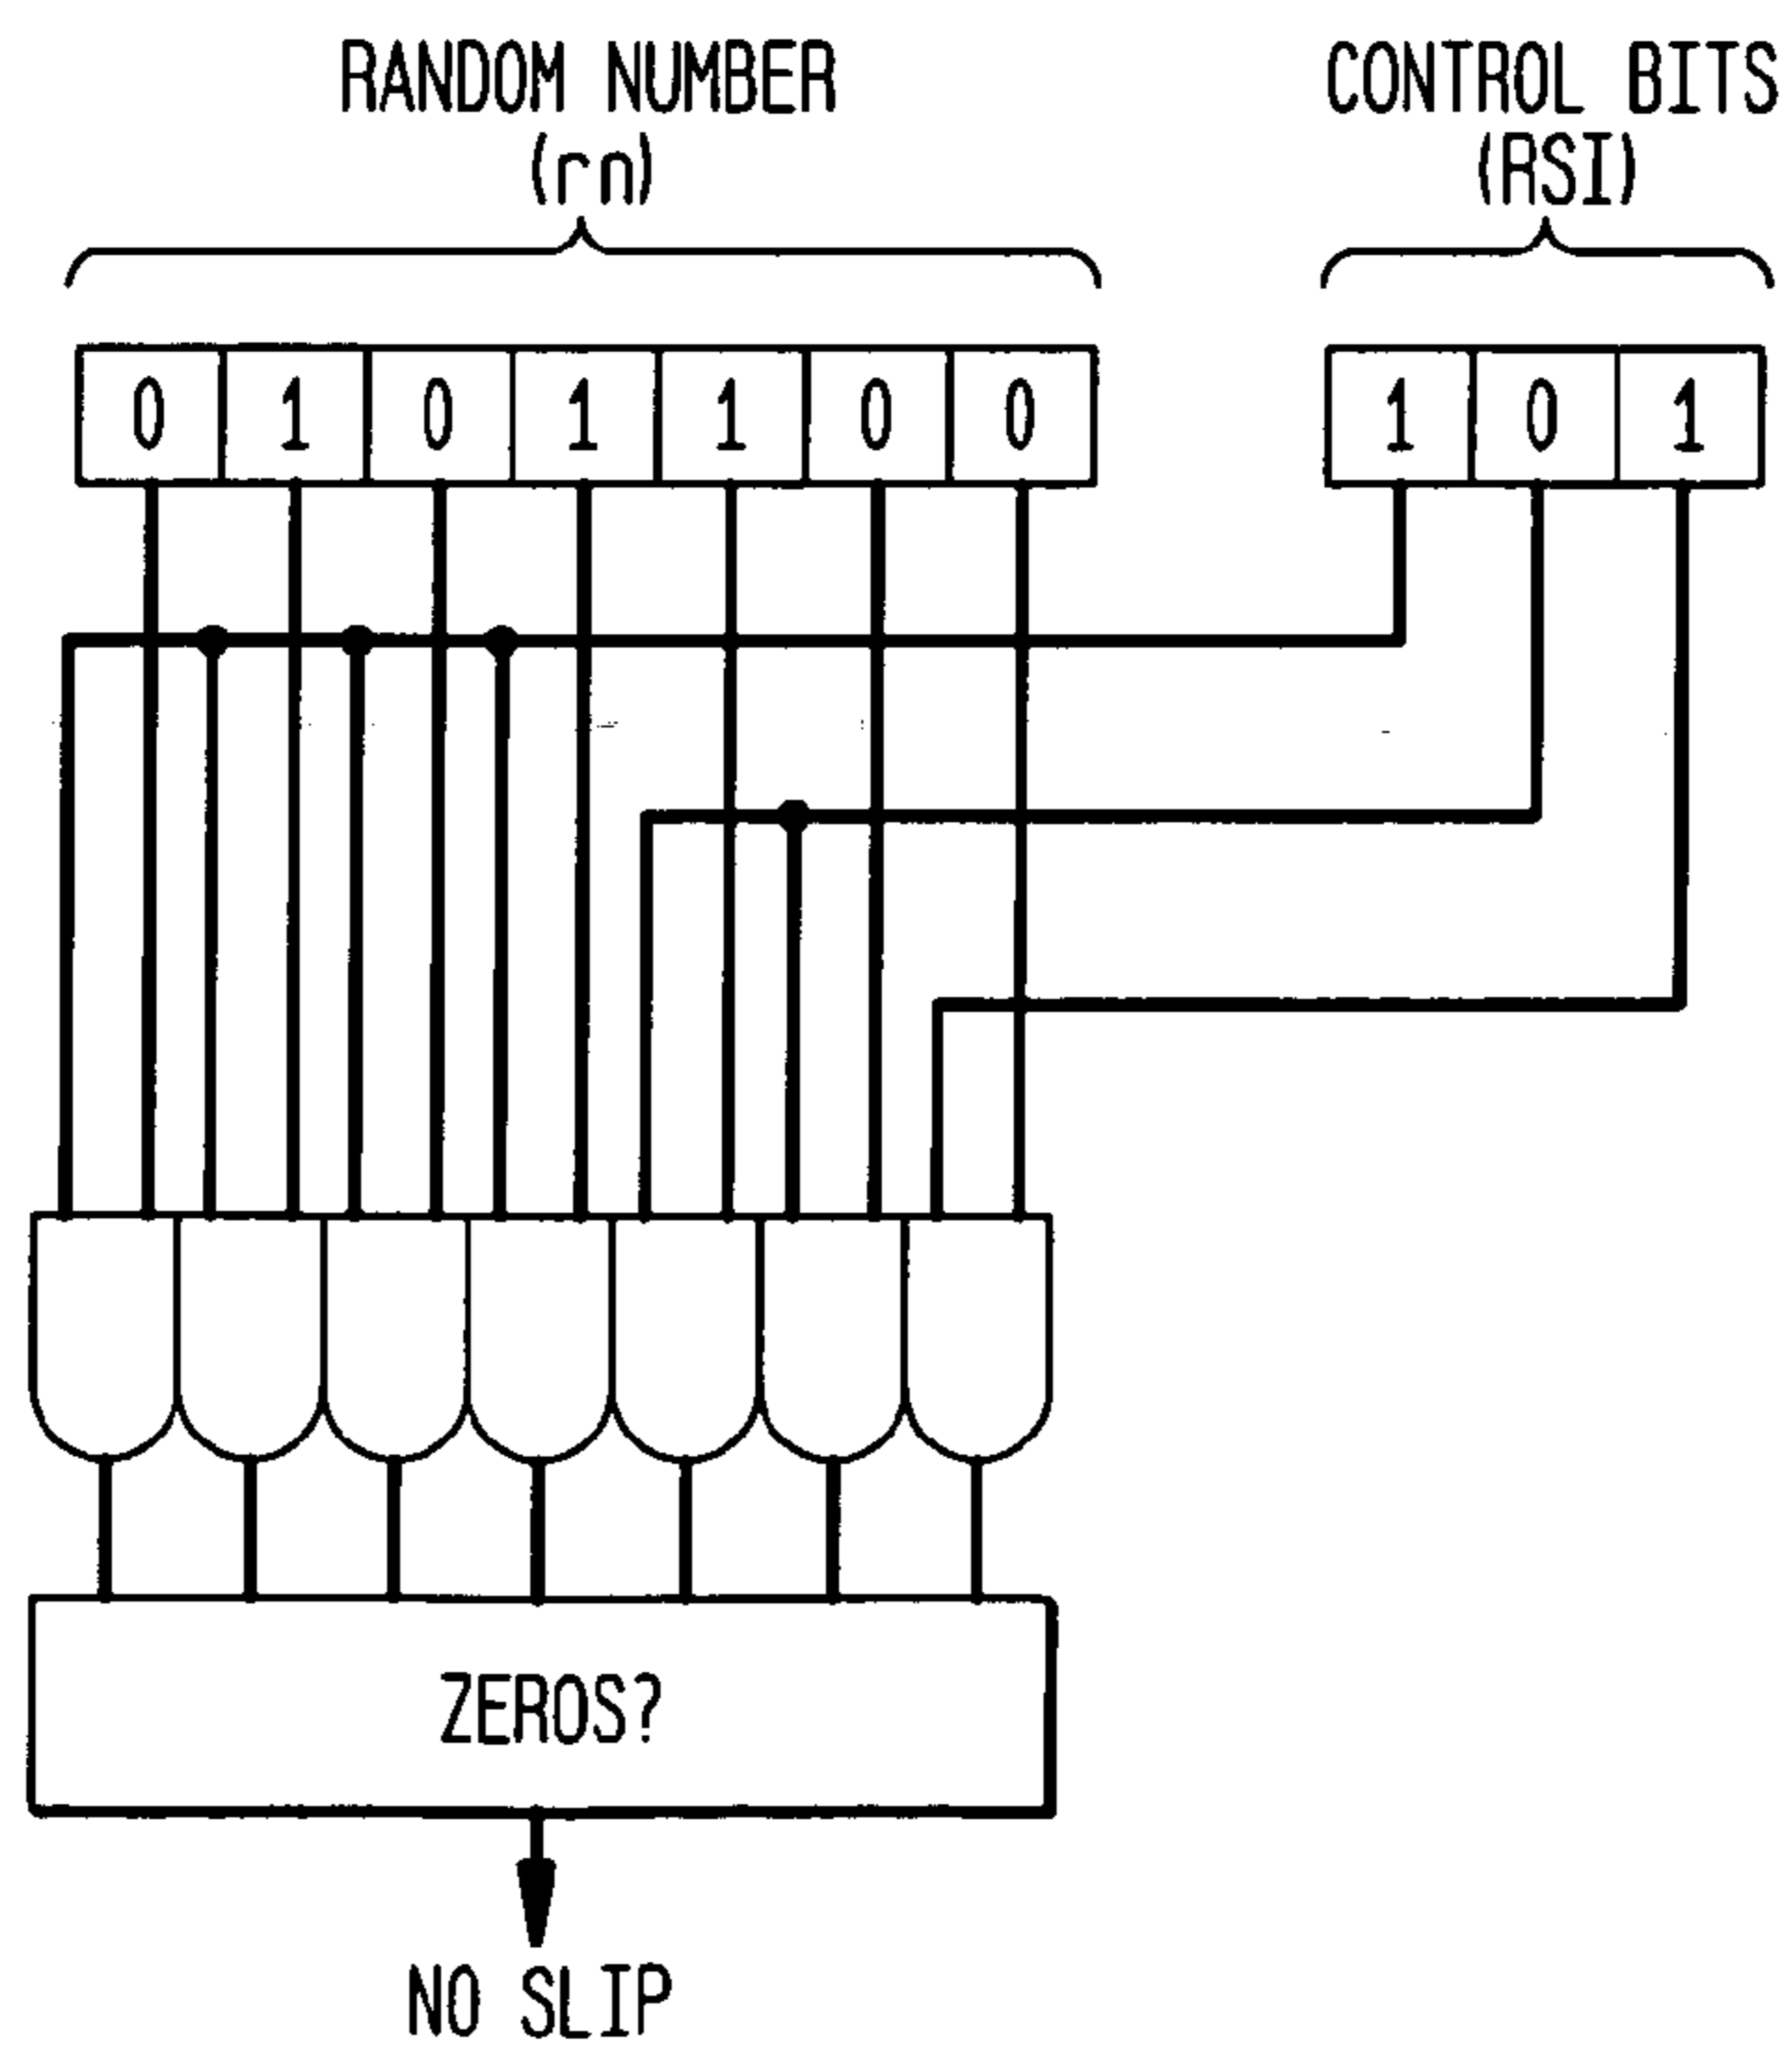 RANDOM NUMBER
(rn)
CONTROL BITS
(RSI)
0 1 0 1 1 0 0
1 0 1
ZEROS?
NO SLIP